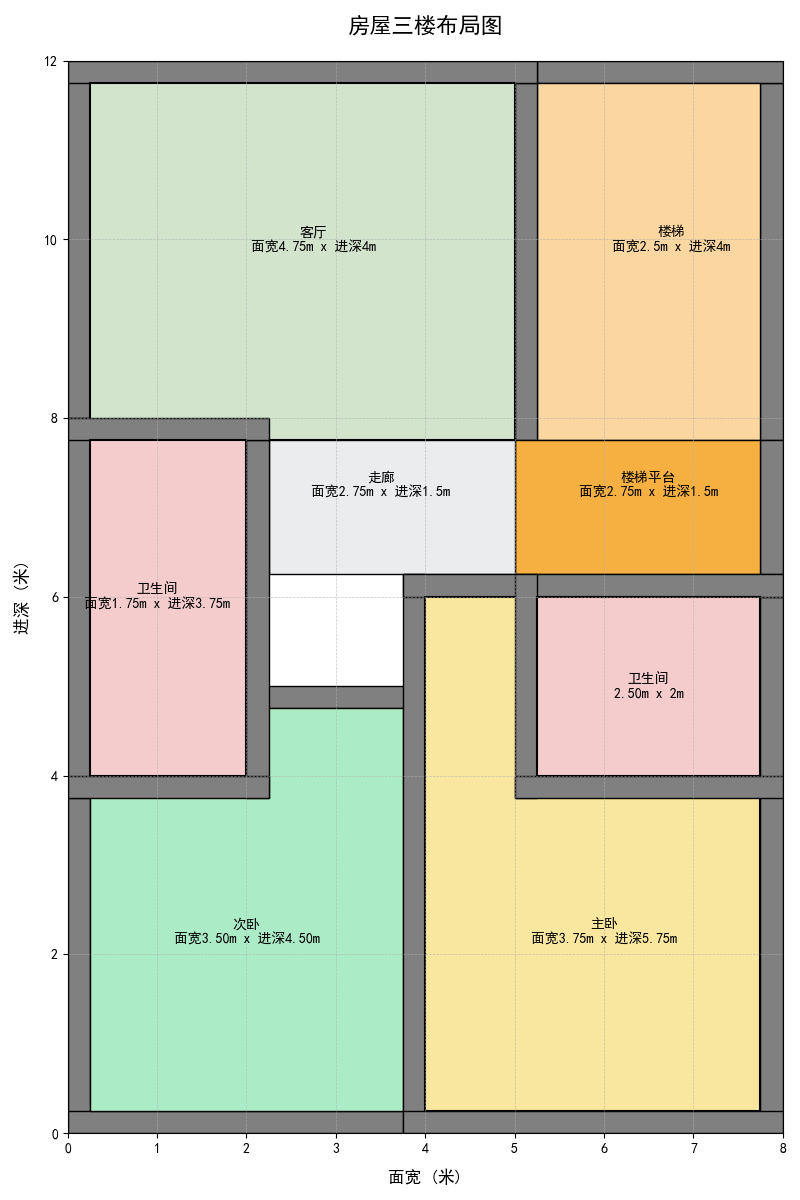 房屋三楼布局图
12
客厅
面宽4.75m x 进深4m
楼梯
面宽2.5m x 进深4m
10
8
走廊
面宽2.75m x 进深1.5m
楼梯平台
面宽2.75m x 进深1.5m
卫生间
面宽1.75m x 进深3.75m
6
卫生间
2.50m x 2m
4
次卧
面宽3.50m x 进深4.50m
主卧
面宽3.75m x 进深5.75m
2
0
进深 (米)
0 1 2 3 4 5 6 7 8
面宽 (米)